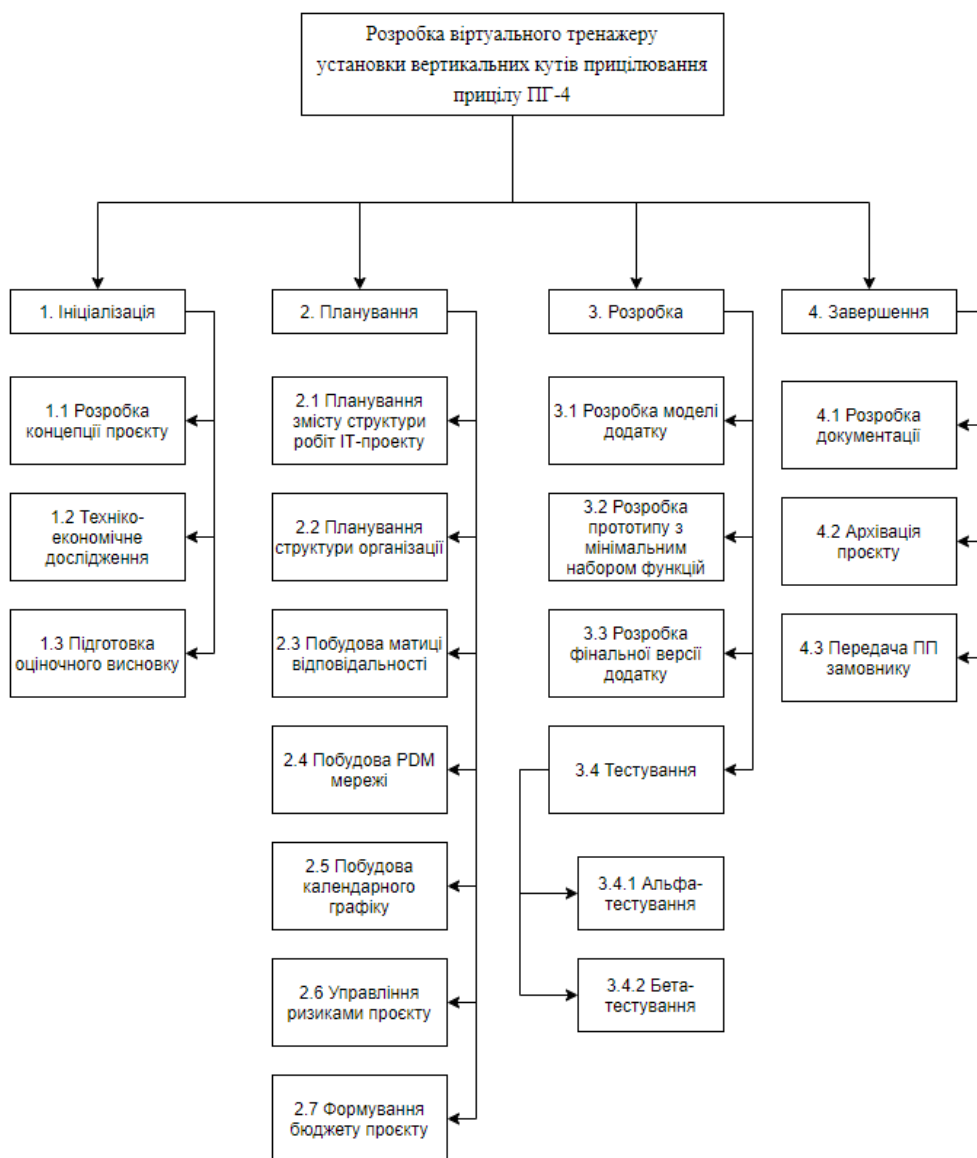 Розробка віртуального тренажеру
установки вертикальних кутів прицілювання
прицілу ПГ-4
1. Ініціалізація
1.1 Розробка
концепції проєкту
1.2 Техніко-
економічне
дослідження
1.3 Підготовка
оціночного висновку
2. Планування
2.1 Планування
змісту структури
робіт ІТ-проекту
2.2 Планування
структури організації
2.3 Побудова матиці
відповідальності
2.4 Побудова PDM
мережі
2.5 Побудова
календарного
графіку
2.6 Управління
ризиками проєкту
2.7 Формування
бюджету проєкту
3. Розробка
3.1 Розробка моделі
додатку
3.2 Розробка
прототипу з
мінімальним
набором функцій
3.3 Розробка
фінальної версії
додатку
3.4 Тестування
3.4.1 Альфа-
тестування
3.4.2 Бета-
тестування
4. Завершення
4.1 Розробка
документації
4.2 Архівація
проєкту
4.3 Передача ПП
замовнику